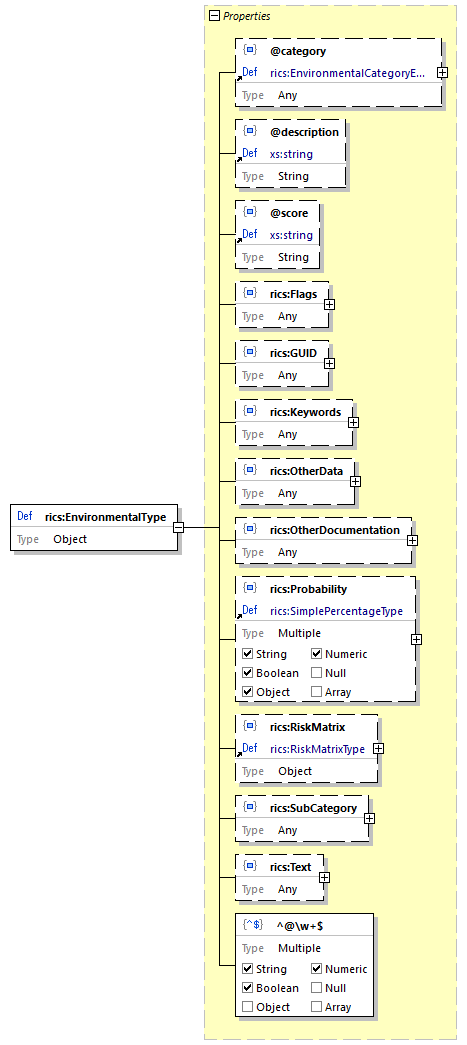 Properties
@category
Def rics:EnvironmentalCategoryE...
Type Any
@description
Def xs:string
Type String
@score
Def xs:string
Type String
rics:Flags
Type Any
rics:GUID
Type Any
rics:Keywords
Type Any
rics:OtherData
Type Any
Def rics:EnvironmentalType
Type Object
rics:OtherDocumentation
Type Any
rics:Probability
Def rics:SimplePercentageType
Type Multiple
String Numeric
Boolean Null
Object Array
rics:RiskMatrix
Def rics:RiskMatrixType
Type Object
rics:SubCategory
Type Any
rics:Text
Type Any
{^$} ^@\w+$
Type Multiple
String Numeric
Boolean Null
Object Array